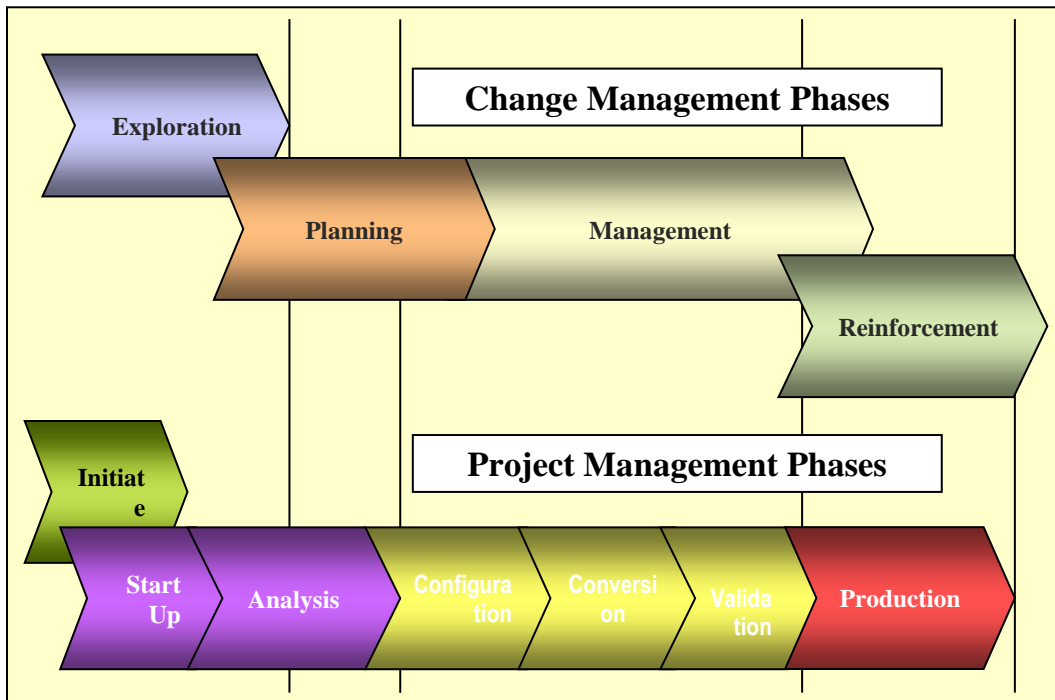 Change Management Phases
Exploration
Planning
Management
Reinforcement
Project Management Phases
Initiat
e
Start
Up
Analysis
Configura
tion
Conversi
on
Valida
tion
Production